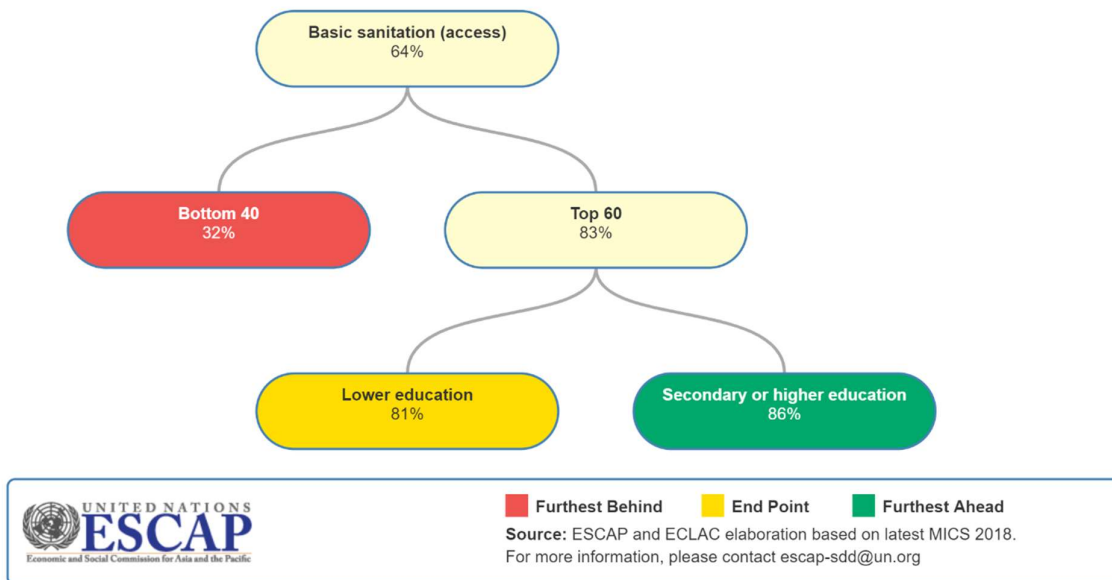 Basic sanitation (access)
64%
Bottom 40
32%
Top 60
83%
Lower education
81%
Secondary or higher education
86%
UNITED NATIONS
ESCAP
Economic and Social Commission for Asia and the Pacific
Furthest Behind
End Point
Furthest Ahead
Source: ESCAP and ECLAC elaboration based on latest MICS 2018.
For more information, please contact escap-sdd@un.org